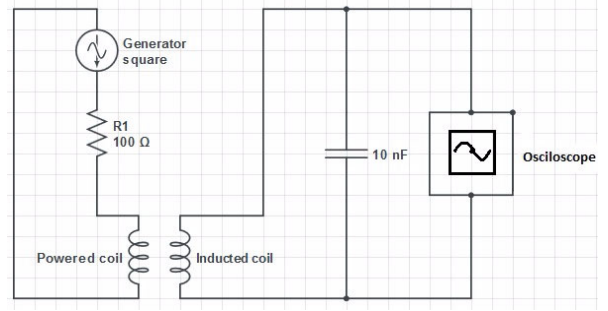 Generator
square
R1
100 Ω
10 nF
Osciloscope
Powered coil
Inducted coil